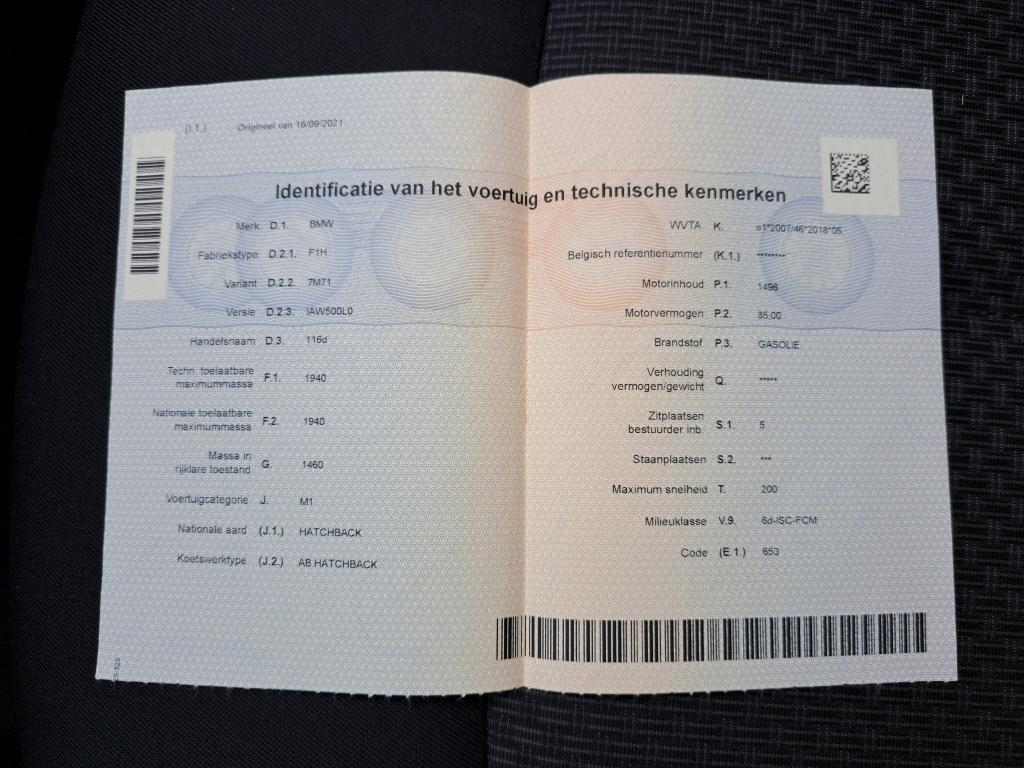 (I.1.) Origineel van 16/09/2021
Identificatie van het voertuig en technische kenmerken
Merk D.1. BMW
Fabriekstype D.2.1. F1H
Variant D.2.2. 7M71
Versie D.2.3. IAW500L0
Handelsnaam D.3. 116d
Techn. toelaatbare
maximummassa F.1. 1940
Nationale toelaatbare
maximummassa F.2. 1940
Massa in
rijklare toestand G. 1460
Voertuigcategorie J. M1
Nationale aard (J.1.) HATCHBACK
Koetswerktype (J.2.) AB HATCHBACK
WVTA K. e1*2007/46*2018*05
Belgisch referentienummer (K.1.) ********
Motorinhoud P.1. 1496
Motorvermogen P.2. 85,00
Brandstof P.3. GASOLIE
Verhouding
vermogen/gewicht Q. *****
Zitplaatsen
bestuurder inb. S.1. 5
Staanplaatsen S.2. ***
Maximum snelheid T. 200
Milieuklasse V.9. 6d-ISC-FCM
Code (E.1.) 653